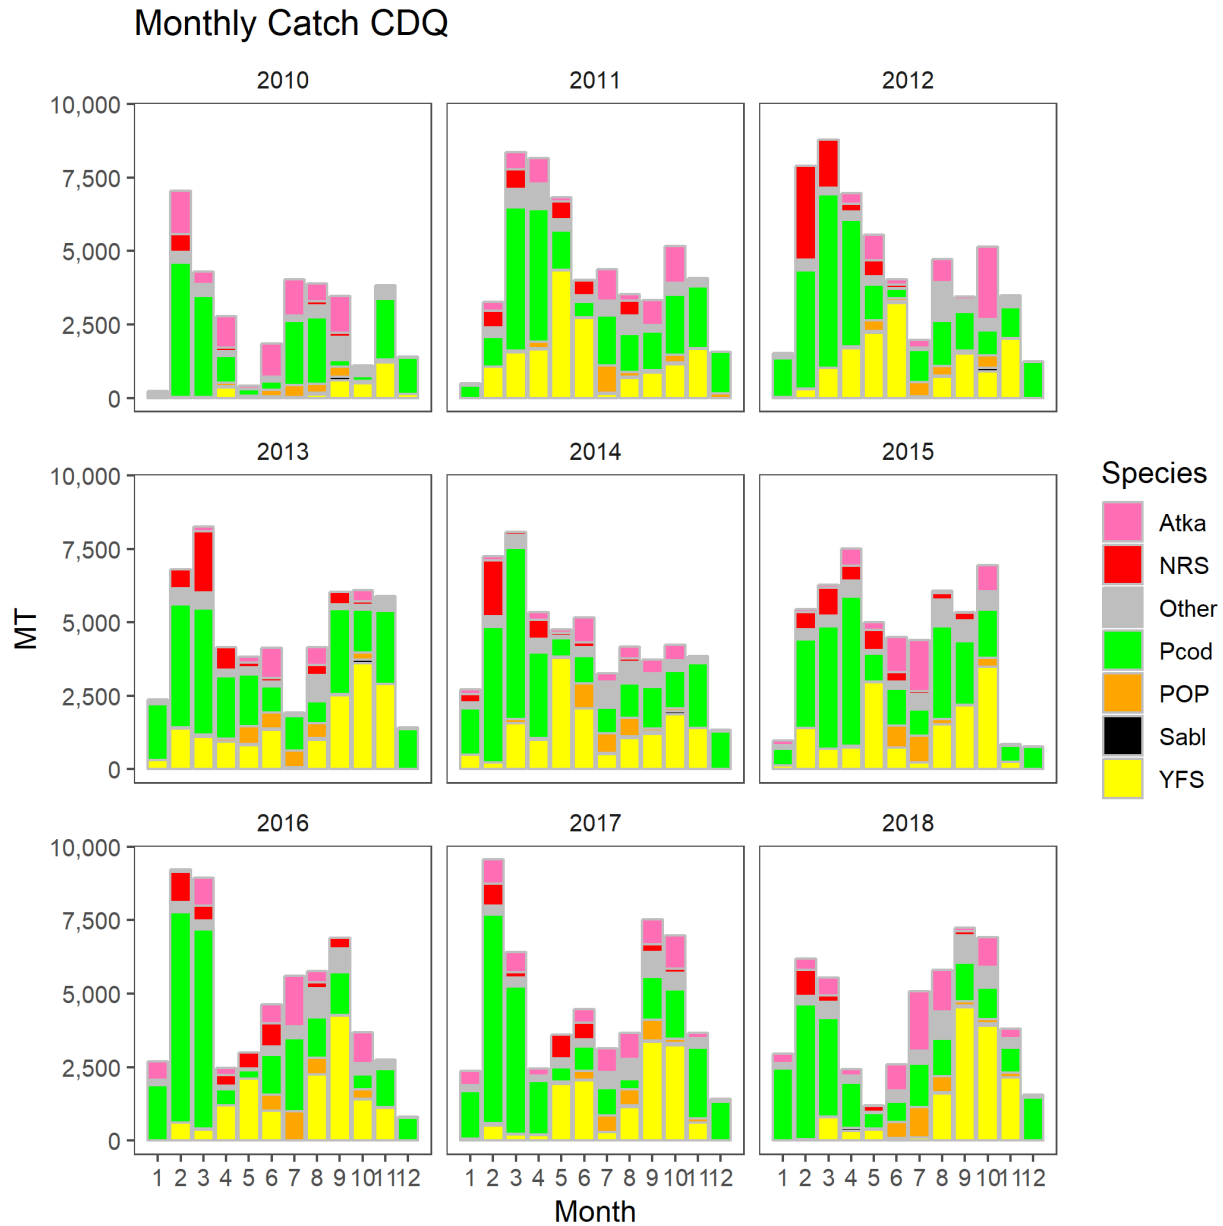 Monthly Catch CDQ
2010 2011 2012
10,000
7,500
5,000
2,500
0
2013 2014 2015
10,000
7,500
5,000
2,500
0
2016 2017 2018
10,000
7,500
5,000
2,500
0
1 2 3 4 5 6 7 8 9 10 11 12 1 2 3 4 5 6 7 8 9 10 11 12 1 2 3 4 5 6 7 8 9 10 11 12
Month
MT
Species
Atka
NRS
Other
Pcod
POP
Sabl
YFS